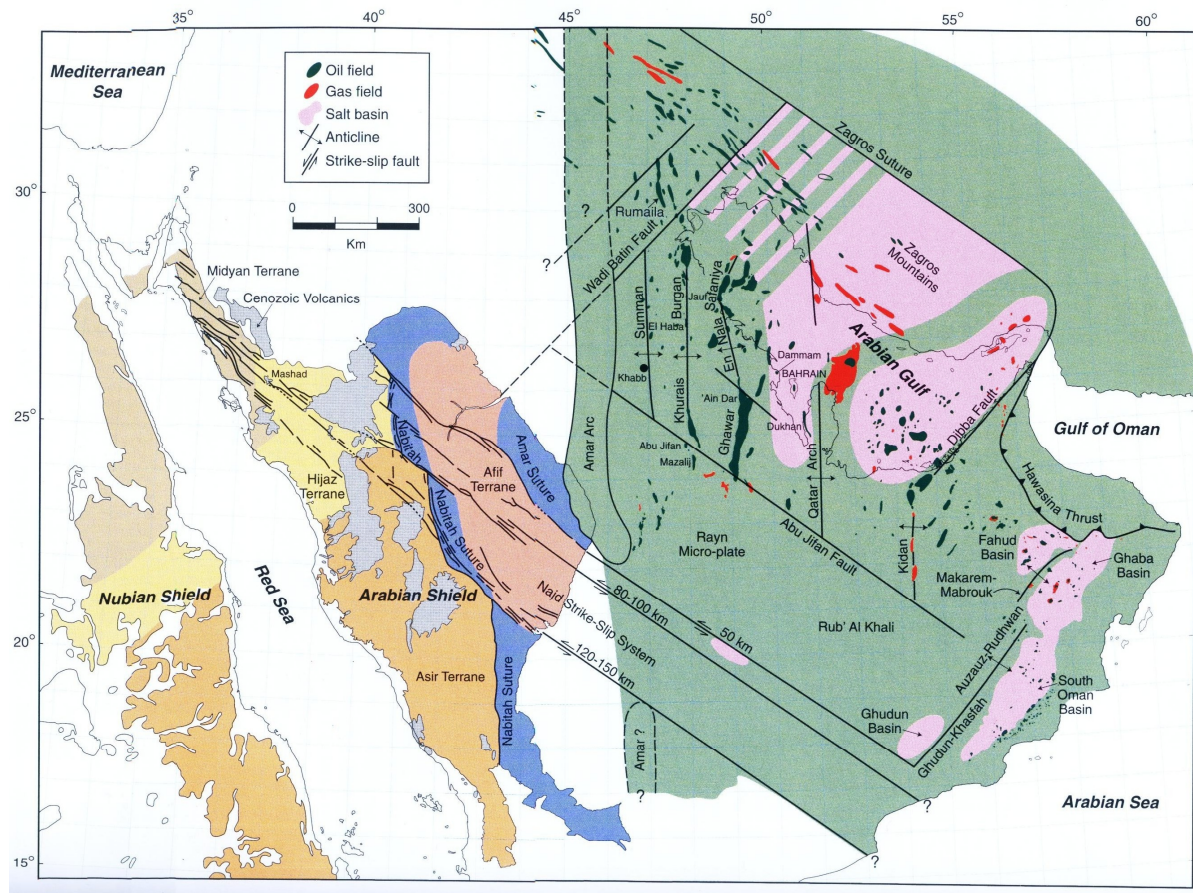 35°
40°
45°
50°
55°
60°
Mediterranean
Sea
Oil field
Gas field
Salt basin
Anticline
Strike-slip fault
0
300
Km
30°
25°
20°
15°
Zagros Suture
Rumaila
?
?
Wadi Batin Fault
Zagros
Mountains
Midyan Terrane
Cenozoic Volcanics
Mashad
Summan
Burgan
Jauf
Safaniya
El Haba
En Nala
Khabb
Khurais
Dammam
BAHRAIN
Arabian Gulf
'Ain Dar
Dukhan
Ghawar
Abu Jifan
Mazalij
Qatar Arch
Dibba Fault
Gulf of Oman
Amar Arc
Amar Suture
Nabitah
Afif
Terrane
Hijaz
Terrane
Nabitah Suture
Rayn
Micro-plate
Abu Jifan Fault
Kidan
Hawasina Thrust
Fahud
Basin
Ghaba
Basin
Makarem-
Mabrouk
Nubian Shield
Red Sea
Arabian Shield
Najd Strike-Slip System
80-100 km
50 km
120-150 km
Rub' Al Khali
Asir Terrane
Nabitah Suture
Auzauz-Rudhwan
South
Oman
Basin
Ghudun
Basin
Ghudun-Khasfah
Amar ?
?
?
?
Arabian Sea